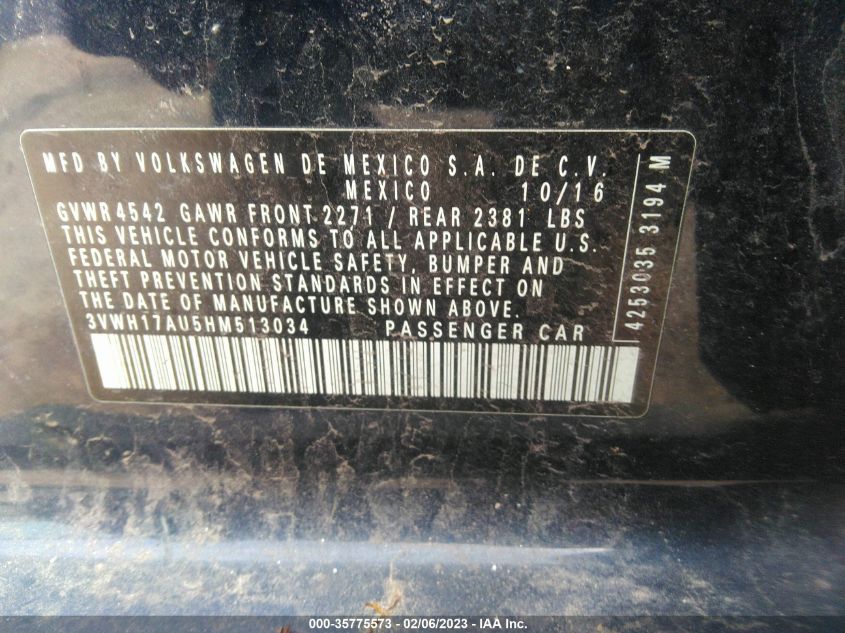 MFD BY VOLKSWAGEN DE MEXICO S.A. DE C.V.
MEXICO 10/16
GVWR 4542 GAWR FRONT 2271 / REAR 2381 LBS
THIS VEHICLE CONFORMS TO ALL APPLICABLE U.S.
FEDERAL MOTOR VEHICLE SAFETY, BUMPER AND
THEFT PREVENTION STANDARDS IN EFFECT ON
THE DATE OF MANUFACTURE SHOWN ABOVE.
3VWH17AU5HM513034 PASSENGER CAR
4253035 3194 M
000-35775573 - 02/06/2023 - IAA Inc.